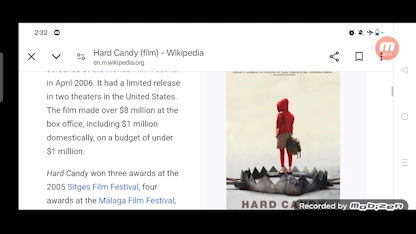 2:32
Hard Candy (film) - Wikipedia
en.m.wikipedia.org
in April 2006. It had a limited release
in two theaters in the United States.
The film made over $8 million at the
box office, including $1 million
domestically, on a budget of under
$1 million.
Hard Candy won three awards at the
2005 Sitges Film Festival, four
awards at the Málaga Film Festival,
HARD CA
Recorded by mobizen